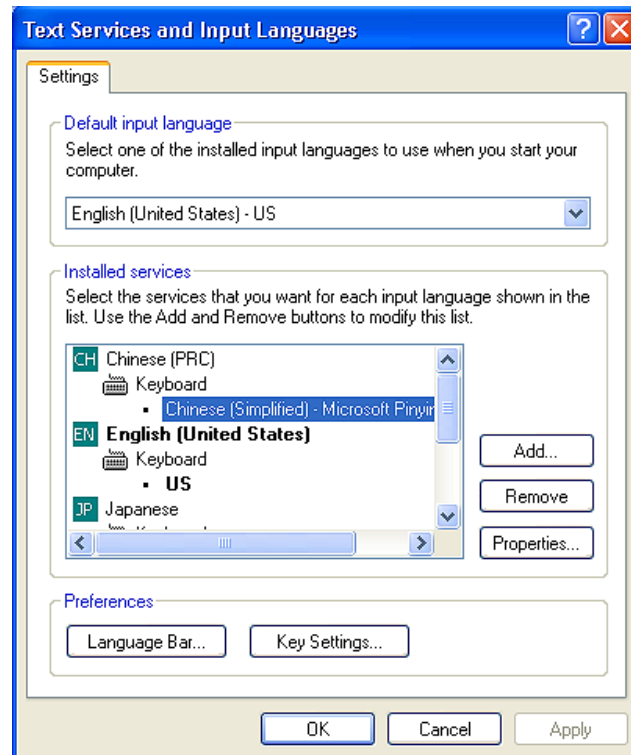 Text Services and Input Languages
Settings
Default input language
Select one of the installed input languages to use when you start your
computer.
English (United States) - US
Installed services
Select the services that you want for each input language shown in the
list. Use the Add and Remove buttons to modify this list.
CH Chinese (PRC)
Keyboard
• Chinese (Simplified) - Microsoft Pinyin
EN English (United States)
Keyboard
• US
JP Japanese
Add...
Remove
Properties...
Preferences
Language Bar...
Key Settings...
OK
Cancel
Apply